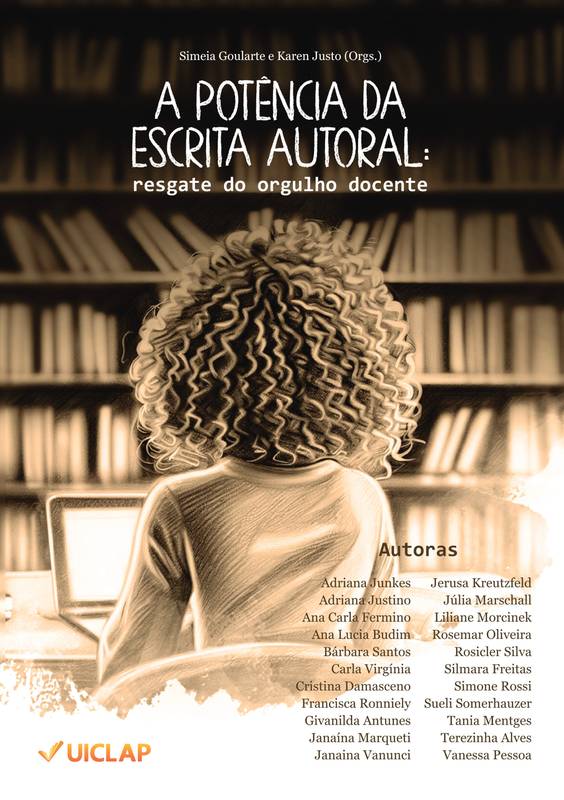 Simeia Goularte e Karen Justo (Orgs.)
A POTÊNCIA DA
ESCRITA AUTORAL:
resgate do orgulho docente
Autoras
Adriana Junkes
Adriana Justino
Ana Carla Fermino
Ana Lucia Budim
Bárbara Santos
Carla Virgínia
Cristina Damasceno
Francisca Ronniely
Givanilda Antunes
Janaína Marqueti
Janaina Vanunci
Jerusa Kreutzfeld
Júlia Marschall
Liliane Morcinek
Rosemar Oliveira
Rosicler Silva
Silmara Freitas
Simone Rossi
Sueli Somerhauzer
Tania Mentges
Terezinha Alves
Vanessa Pessoa
UICLAP